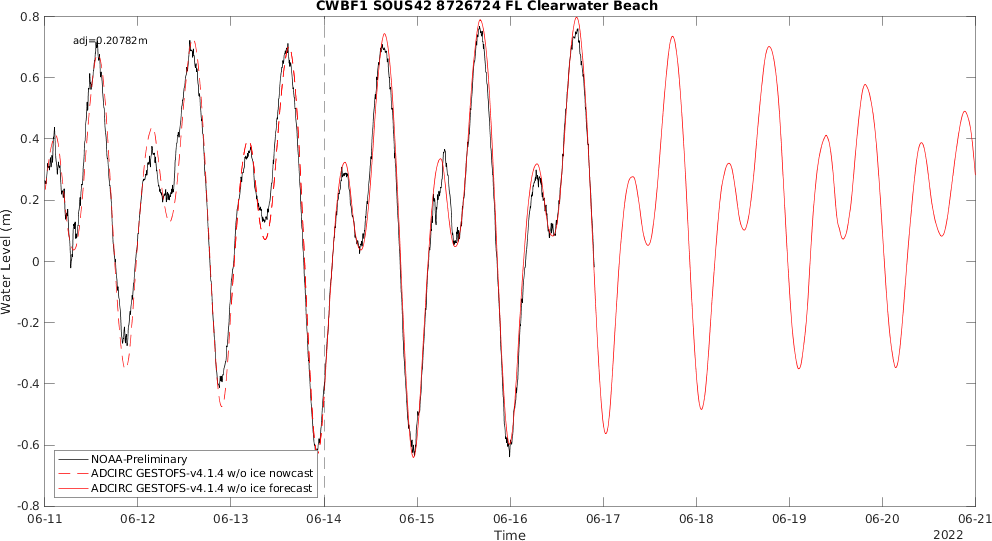 CWBF1 SOUS42 8726724 FL Clearwater Beach
adj=0.20782m
Water Level (m)
0.8
0.6
0.4
0.2
0
-0.2
-0.4
-0.6
-0.8
NOAA-Preliminary
ADCIRC GESTOFS-v4.1.4 w/o ice nowcast
ADCIRC GESTOFS-v4.1.4 w/o ice forecast
06-11 06-12 06-13 06-14 06-15 06-16 06-17 06-18 06-19 06-20 06-21
Time
2022